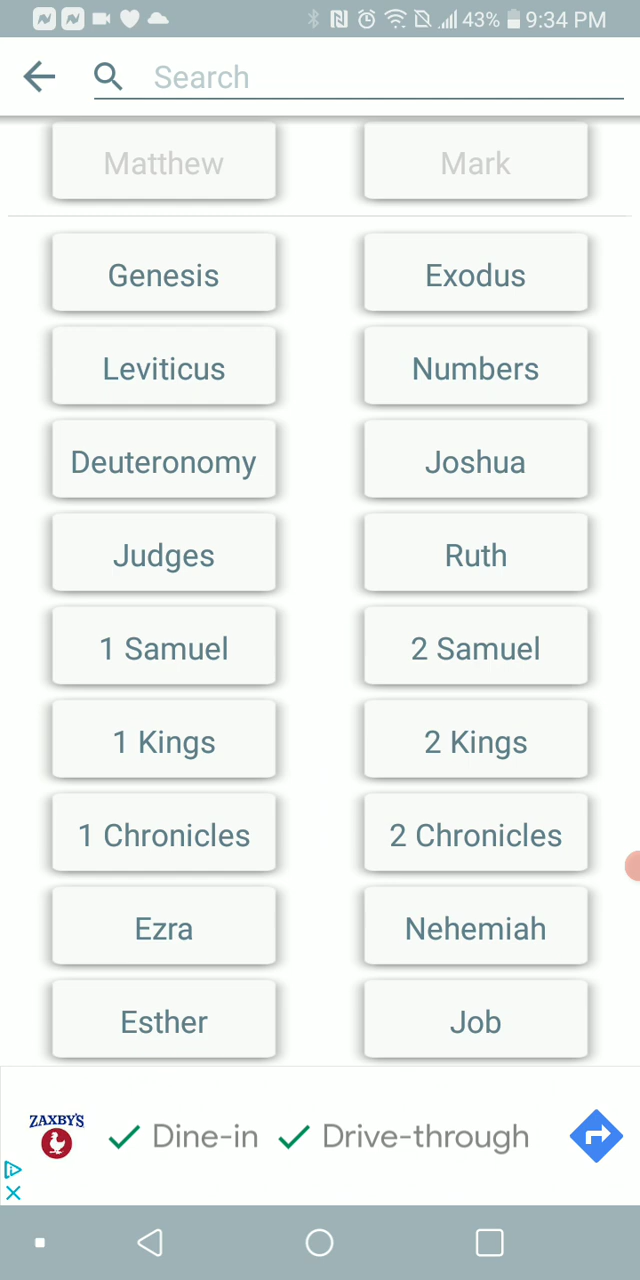 43% 9:34 PM
Search
Matthew Mark
Genesis Exodus
Leviticus Numbers
Deuteronomy Joshua
Judges Ruth
1 Samuel 2 Samuel
1 Kings 2 Kings
1 Chronicles 2 Chronicles
Ezra Nehemiah
Esther Job
ZAXBY'S
Dine-in Drive-through